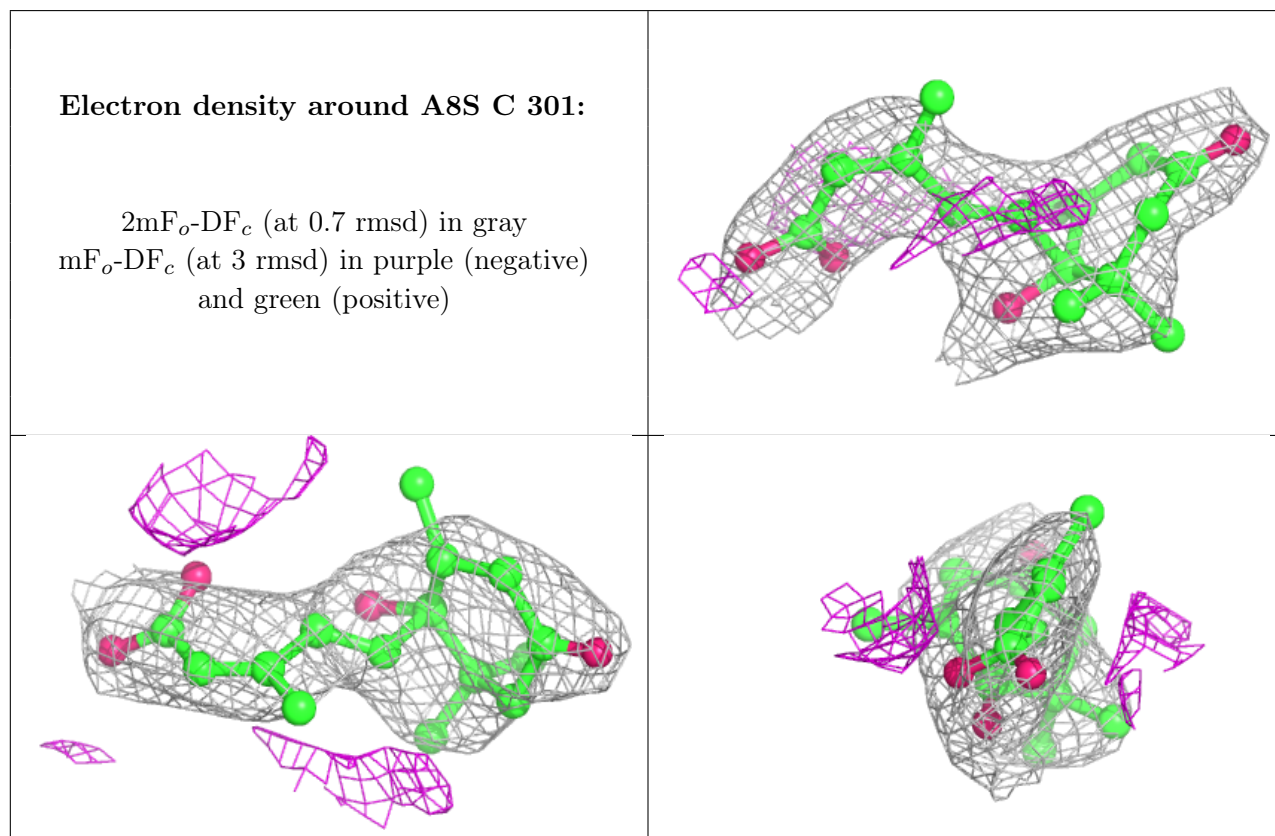 Electron density around A8S C 301:
2mFo-DFc (at 0.7 rmsd) in gray
mFo-DFc (at 3 rmsd) in purple (negative)
and green (positive)